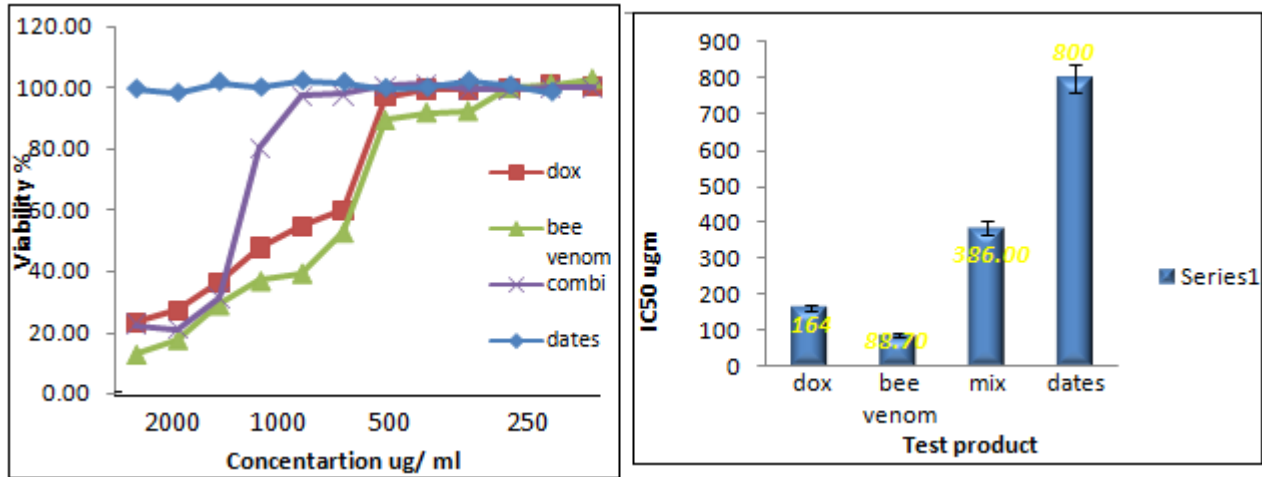 120.00
100.00
80.00
60.00
40.00
20.00
0.00
Viability %
dox
bee
venom
combi
dates
2000 1000 500 250
Concentartion ug/ ml
900
800
700
600
500
400
300
200
100
0
IC50 ugm
164
88.70
386.00
800
dox bee mix dates
venom
Test product
Series1